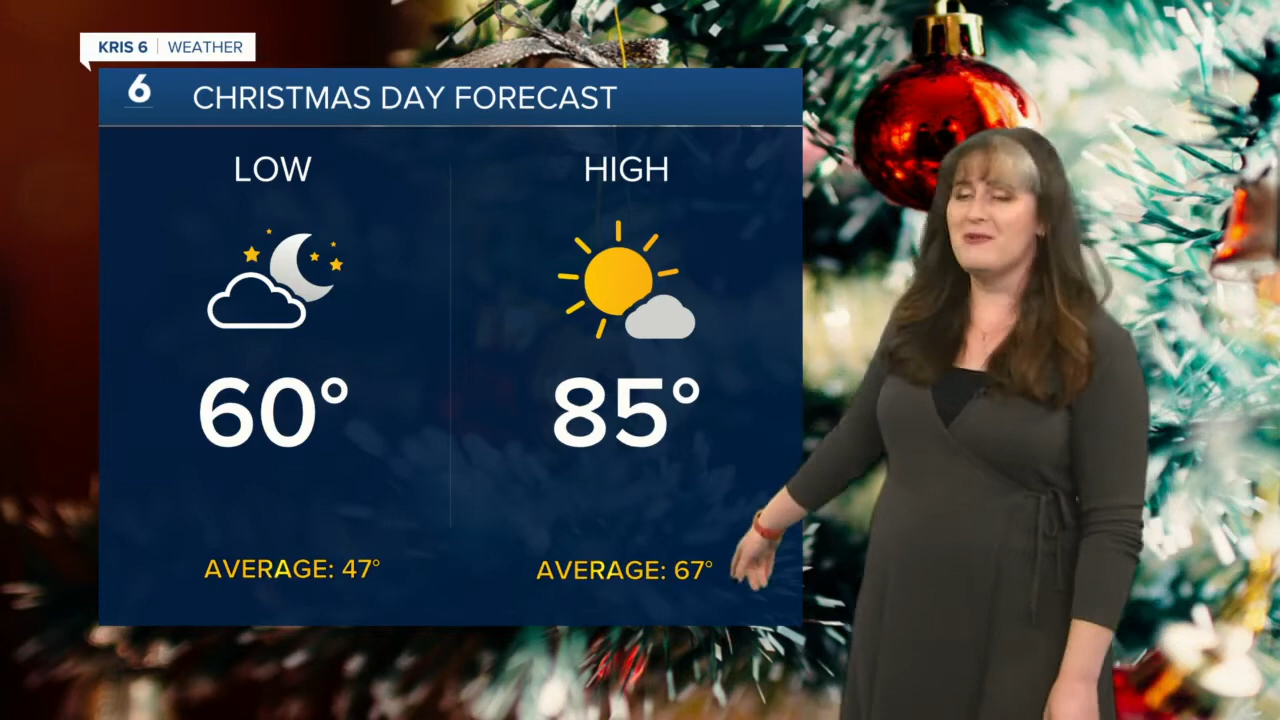 KRIS 6 | WEATHER
6 CHRISTMAS DAY FORECAST
LOW
HIGH
60°
85°
AVERAGE: 47°
AVERAGE: 67°